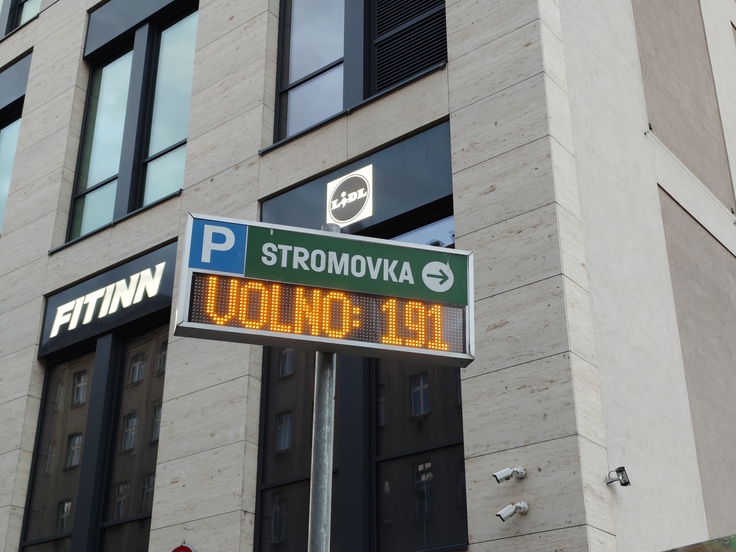 LIDL
P STROMOVKA
VOLNO: 191
FITINN